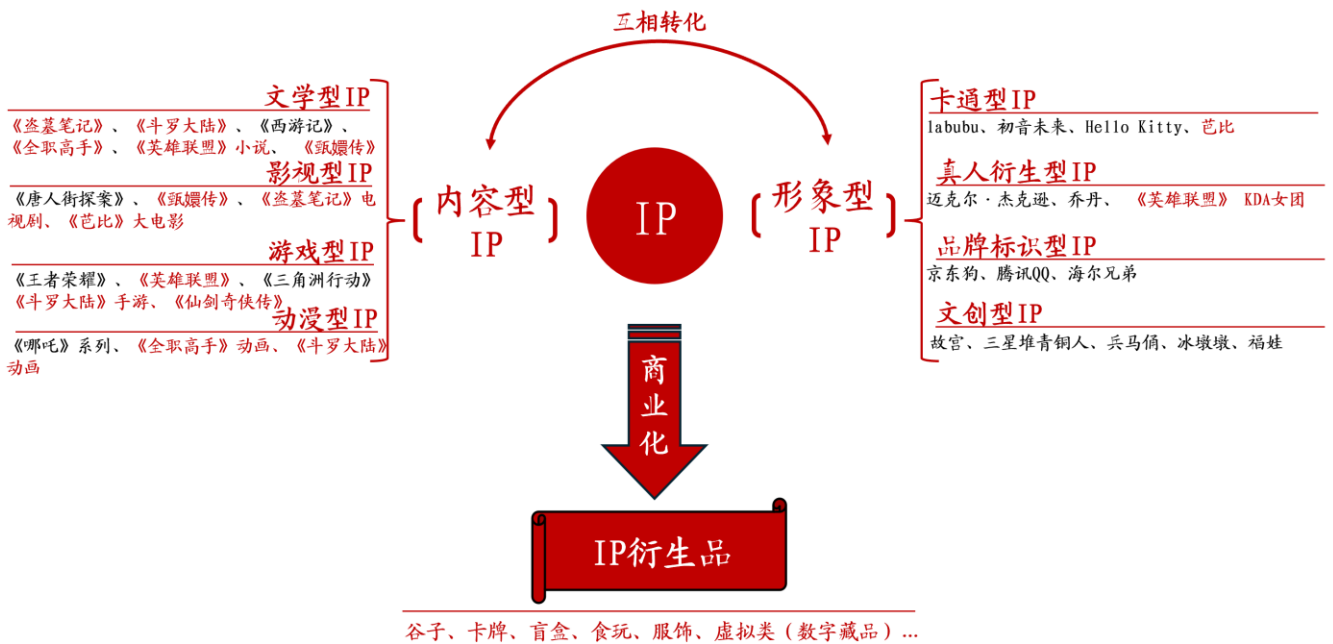 互相转化
文学型IP
《盗墓笔记》、《斗罗大陆》、《西游记》、
《全职高手》、《英雄联盟》小说、《甄嬛传》
影视型IP
《唐人街探案》、《甄嬛传》、《盗墓笔记》电
视剧、《芭比》大电影
游戏型IP
《王者荣耀》、《英雄联盟》、《三角洲行动》
《斗罗大陆》手游、《仙剑奇侠传》
动漫型IP
《哪吒》系列、《全职高手》动画、《斗罗大陆》
动画
内容型
IP
IP
形象型
IP
卡通型IP
labubu、初音未来、Hello Kitty、芭比
真人衍生型IP
迈克尔·杰克逊、乔丹、《英雄联盟》 KDA女团
品牌标识型IP
京东狗、腾讯QQ、海尔兄弟
文创型IP
故宫、三星堆青铜人、兵马俑、冰墩墩、福娃
商
业
化
IP衍生品
谷子、卡牌、盲盒、食玩、服饰、虚拟类（数字藏品）...